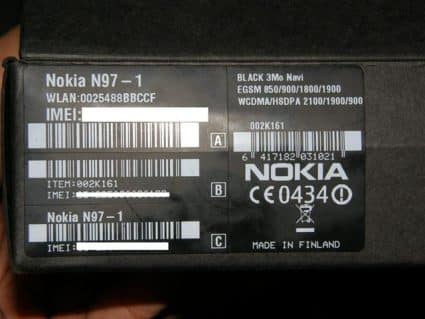 Nokia N97-1
WLAN:0025488BBCCF
IMEI:
A
ITEM:002K161
IMEI:
B
Nokia N97-1
IMEI:
C
BLACK 3Mo Navi
EGSM 850/900/1800/1900
WCDMA/HSDPA 2100/1900/900
002K161
6 417182 031021
NOKIA
CE0434!
MADE IN FINLAND